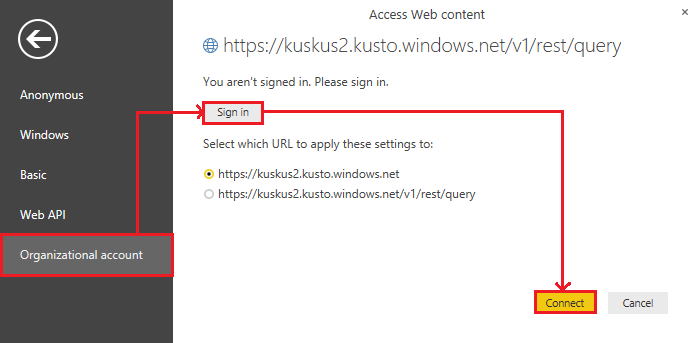 Access Web content
https://kuskus2.kusto.windows.net/v1/rest/query
You aren't signed in. Please sign in.
Anonymous
Sign in
Windows
Select which URL to apply these settings to:
Basic
https://kuskus2.kusto.windows.net
https://kuskus2.kusto.windows.net/v1/rest/query
Web API
Organizational account
Connect
Cancel